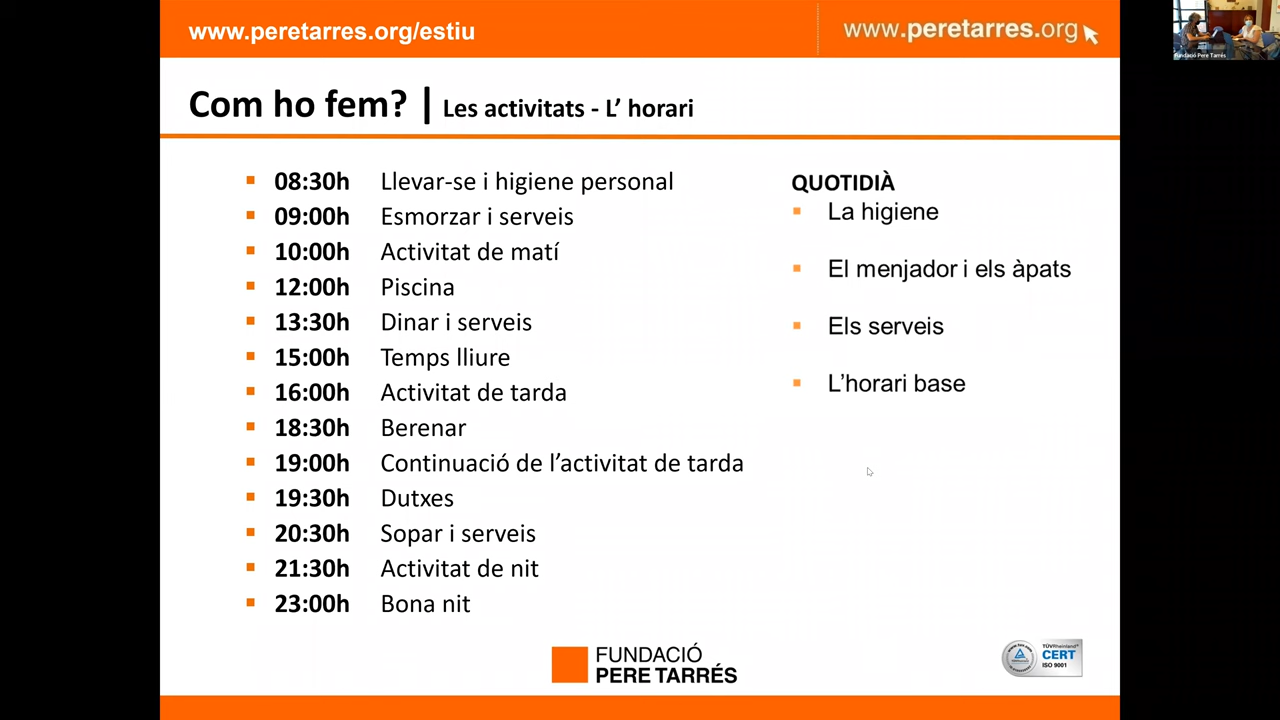 www.peretarres.org/estiu
www.peretarres.org
Fundació Pere Tarrés
Com ho fem? | Les activitats - L' horari
08:30h Llevar-se i higiene personal
09:00h Esmorzar i serveis
10:00h Activitat de matí
12:00h Piscina
13:30h Dinar i serveis
15:00h Temps lliure
16:00h Activitat de tarda
18:30h Berenar
19:00h Continuació de l'activitat de tarda
19:30h Dutxes
20:30h Sopar i serveis
21:30h Activitat de nit
23:00h Bona nit
QUOTIDIÀ
La higiene
El menjador i els àpats
Els serveis
L'horari base
FUNDACIÓ
PERE TARRÉS
TÜVRheinland
CERT
ISO 9001